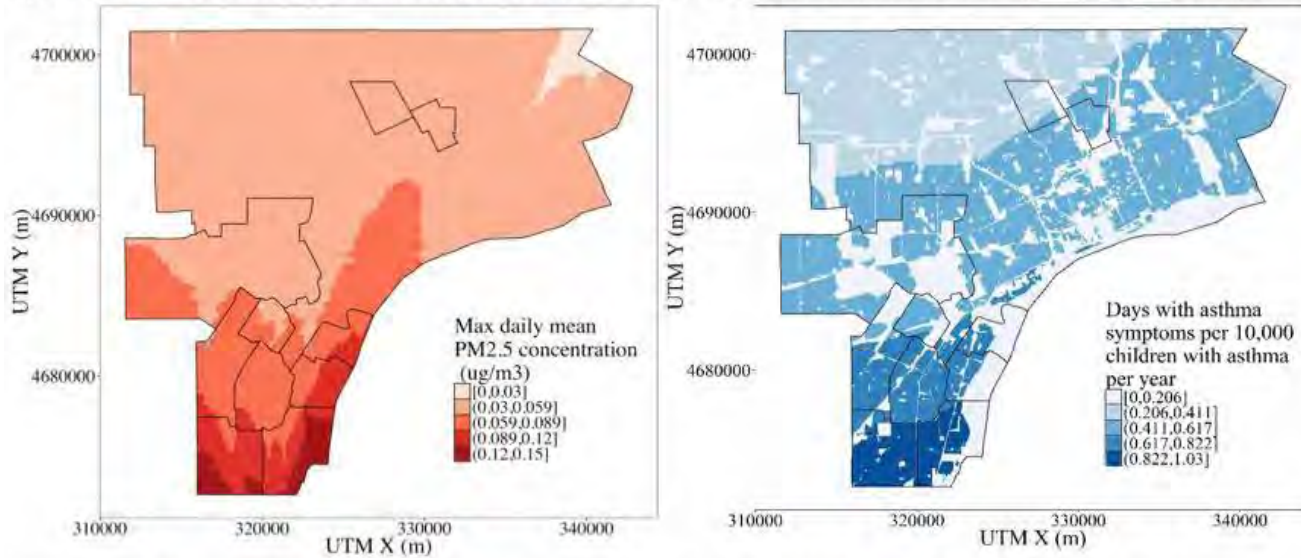 4700000
4690000
4680000
UTM Y (m)
Max daily mean
PM2.5 concentration
(ug/m3)
[0,0.03]
(0.03,0.059]
(0.059,0.089]
(0.089,0.12]
(0.12,0.15]
310000 320000 330000 340000
UTM X (m)
4700000
4690000
4680000
UTM Y (m)
Days with asthma
symptoms per 10,000
children with asthma
per year
[0,0.206]
(0.206,0.411]
(0.411,0.617]
(0.617,0.822]
(0.822,1.03]
310000 320000 330000 340000
UTM X (m)